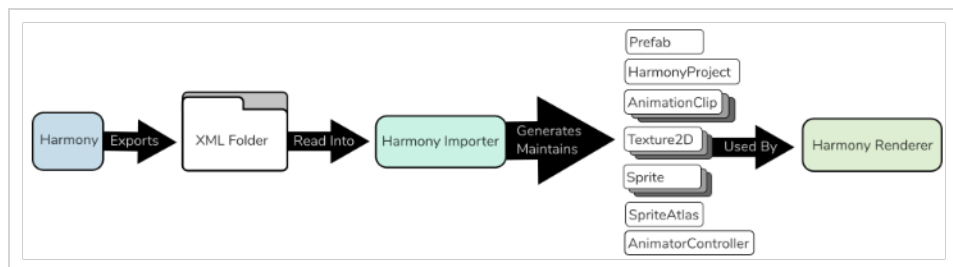 Harmony
Exports
XML Folder
Read Into
Harmony Importer
Generates
Maintains
Prefab
HarmonyProject
AnimationClip
Texture2D
Sprite
SpriteAtlas
AnimatorController
Used By
Harmony Renderer